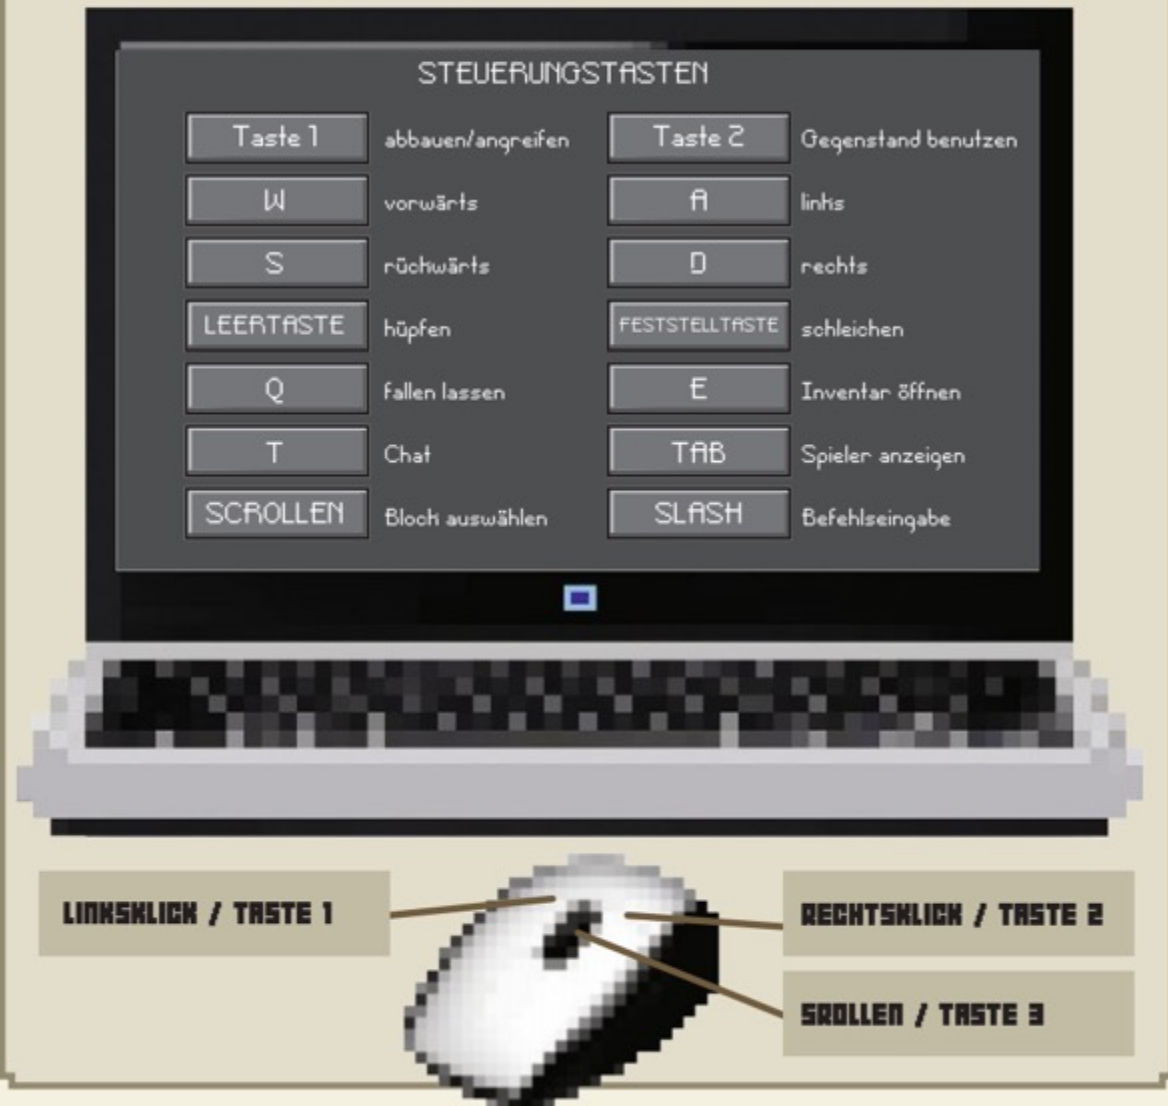 STEUERUNGSTASTEN
Taste 1 abbauen/angreifen Taste 2 Gegenstand benutzen
W vorwärts A links
S rückwärts D rechts
LEERTASTE hüpfen FESTSTELLTASTE schleichen
Q fallen lassen E Inventar öffnen
T Chat TAB Spieler anzeigen
SCROLLEN Block auswählen SLASH Befehlseingabe
LINKSKLICK / TASTE 1 RECHTSKLICK / TASTE 2
SROLLEN / TASTE 3